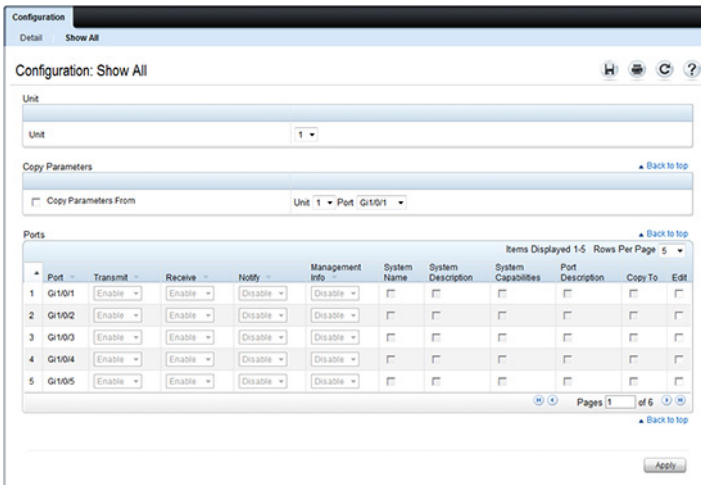 Configuration
Detail Show All
Configuration: Show All
?
Unit
Unit 1
Copy Parameters Back to top
Copy Parameters From Unit 1 Port Gi1/0/1
Ports Back to top
Items Displayed 1-5 Rows Per Page 5
Port Transmit Receive Notify Management Info System Name System Description System Capabilities Port Description Copy To Edit
1 Gi1/0/1 Enable Enable Disable Disable
2 Gi1/0/2 Enable Enable Disable Disable
3 Gi1/0/3 Enable Enable Disable Disable
4 Gi1/0/4 Enable Enable Disable Disable
5 Gi1/0/5 Enable Enable Disable Disable
Pages 1 of 6
Back to top
Apply